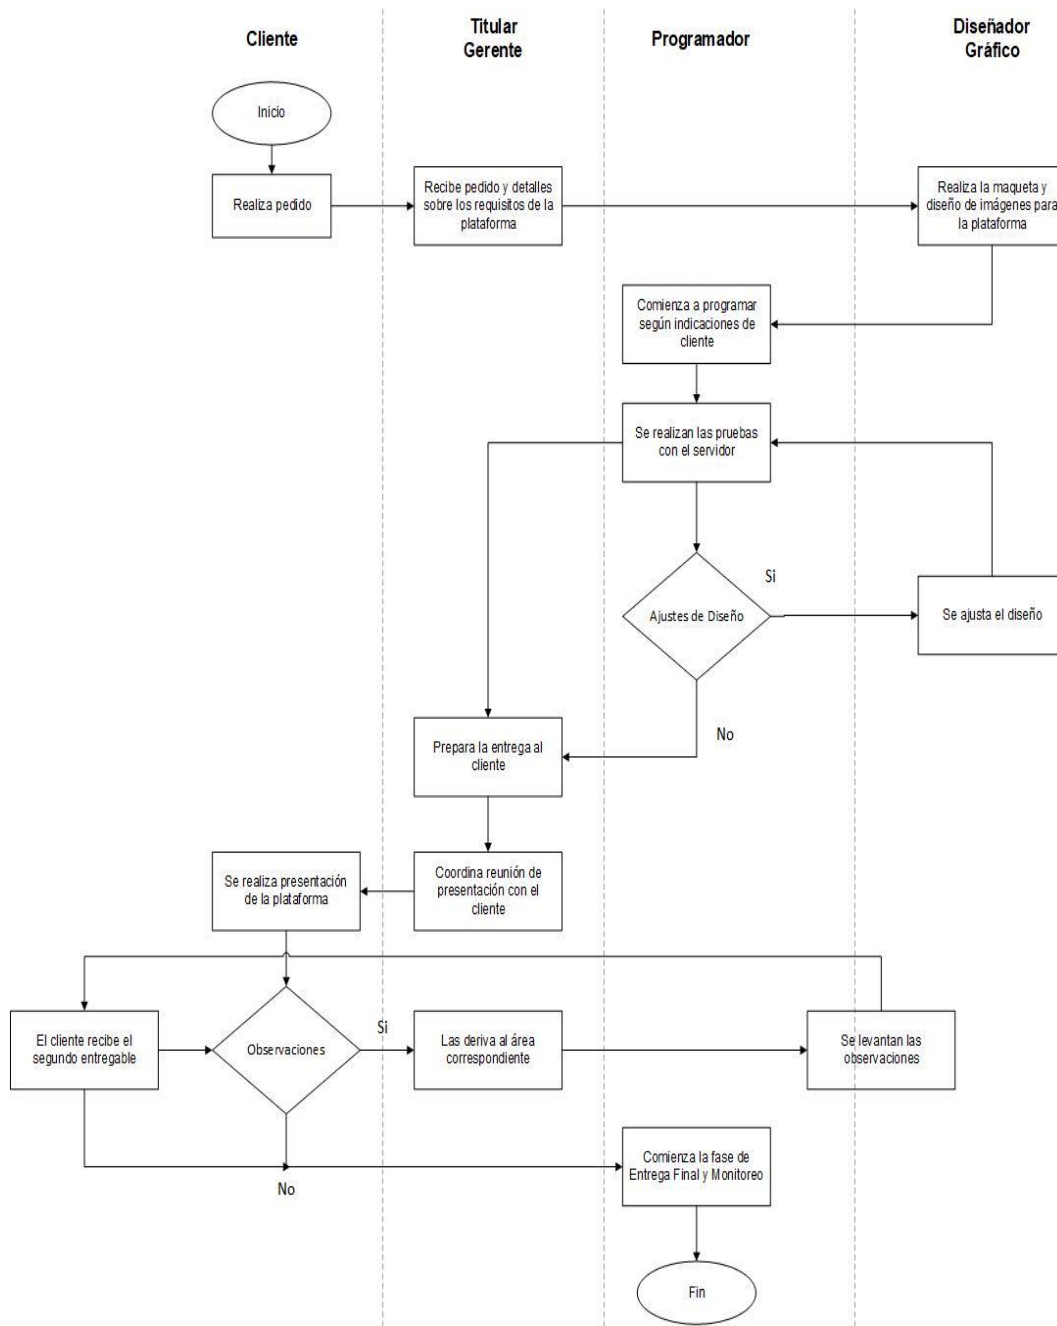 Cliente
Titular
Gerente
Programador
Diseñador
Gráfico
Inicio
Realiza pedido
Recibe pedido y detalles
sobre los requisitos de la
plataforma
Realiza la maqueta y
diseño de imágenes para
la plataforma
Comienza a programar
según indicaciones de
cliente
Se realizan las pruebas
con el servidor
Si
Ajustes de Diseño
Se ajusta el diseño
No
Prepara la entrega al
cliente
Se realiza presentación
de la plataforma
Coordina reunión de
presentación con el
cliente
El cliente recibe el
segundo entregable
Observaciones
Si
Las deriva al área
correspondiente
Se levantan las
observaciones
No
Comienza la fase de
Entrega Final y Monitoreo
Fin